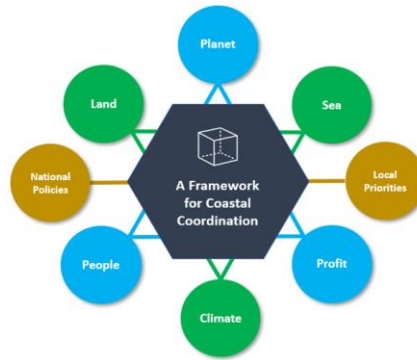 Planet
Land
Sea
A Framework
for Coastal
Coordination
National
Policies
Local
Priorities
People
Profit
Climate